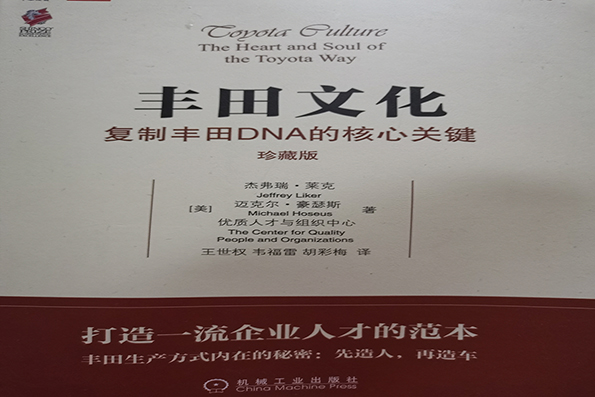 Toyota Culture
The Heart and Soul of
the Toyota Way
丰田文化
复制丰田DNA的核心关键
珍藏版
杰弗瑞·莱克
Jeffrey Liker
[美] 迈克尔·豪瑟斯 著
Michael Hoseus
优质人才与组织中心
The Center for Quality
People and Organizations
王世权 韦福雷 胡彩梅 译
打造一流企业人才的范本
丰田生产方式内在的秘密：先造人，再造车
机械工业出版社
China Machine Press